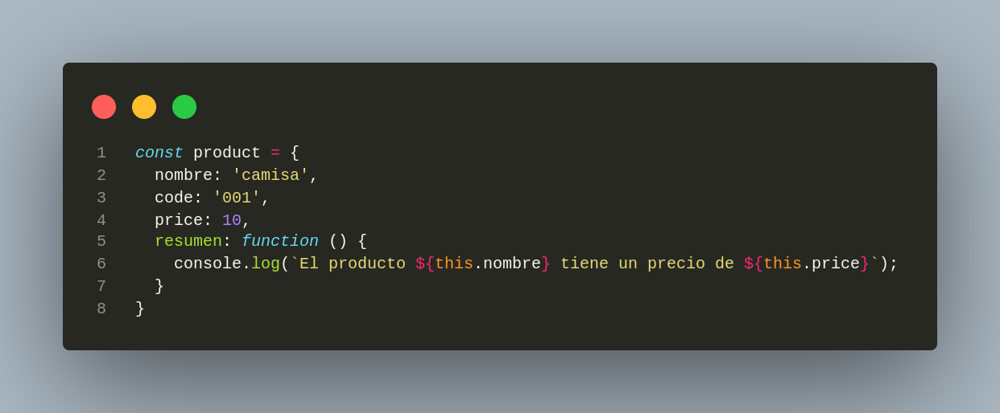 1 const product = {
2   nombre: 'camisa',
3   code: '001',
4   price: 10,
5   resumen: function () {
6     console.log(`El producto ${this.nombre} tiene un precio de ${this.price}`);
7   }
8 }